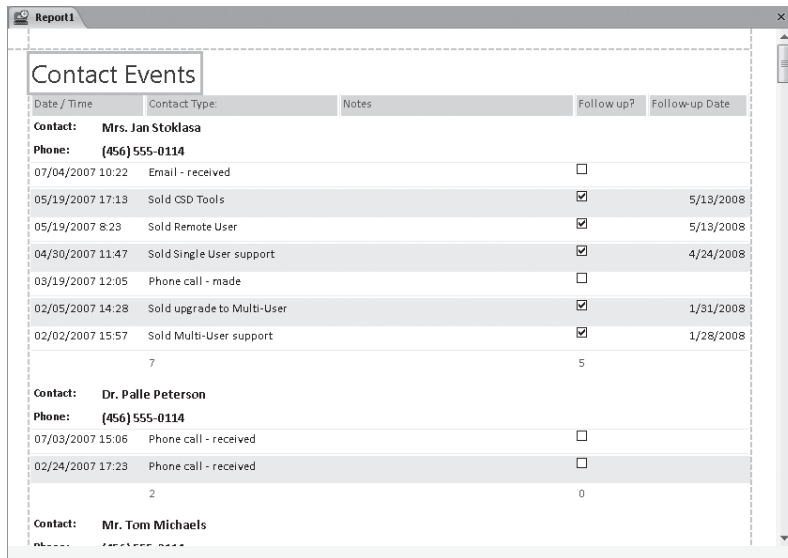 Report1
Contact Events
Date / Time Contact Type: Notes Follow up? Follow-up Date
Contact: Mrs. Jan Stoklasa
Phone: (456) 555-0114
07/04/2007 10:22 Email - received
05/19/2007 17:13 Sold CSD Tools 5/13/2008
05/19/2007 8:23 Sold Remote User 5/13/2008
04/30/2007 11:47 Sold Single User support 4/24/2008
03/19/2007 12:05 Phone call - made
02/05/2007 14:28 Sold upgrade to Multi-User 1/31/2008
02/02/2007 15:57 Sold Multi-User support 1/28/2008
7 5
Contact: Dr. Palle Peterson
Phone: (456) 555-0114
07/03/2007 15:06 Phone call - received
02/24/2007 17:23 Phone call - received
2 0
Contact: Mr. Tom Michaels